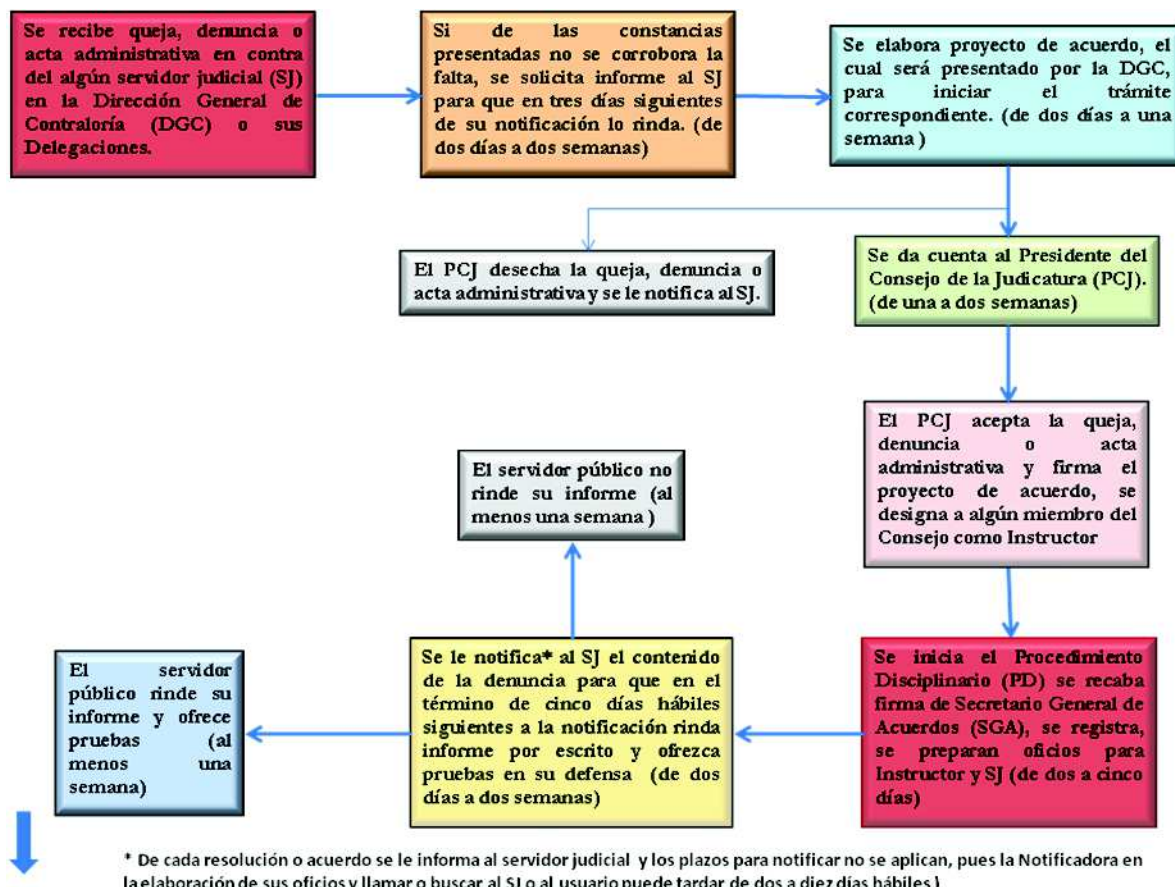 Se recibe queja, denuncia o
acta administrativa en contra
del algún servidor judicial (SJ)
en la Dirección General de
Contraloría (DGC) o sus
Delegaciones.
Si de las constancias
presentadas no se corrobora la
falta, se solicita informe al SJ
para que en tres días siguientes
de su notificación lo rinda. (de
dos días a dos semanas)
Se elabora proyecto de acuerdo, el
cual será presentado por la DGC,
para iniciar el trámite
correspondiente. (de dos días a una
semana )
El PCJ desecha la queja, denuncia o
acta administrativa y se le notifica al SJ.
Se da cuenta al Presidente del
Consejo de la Judicatura (PCJ).
(de una a dos semanas)
El PCJ acepta la queja,
denuncia o acta
administrativa y firma el
proyecto de acuerdo, se
designa a algún miembro del
Consejo como Instructor
El servidor público no
rinde su informe (al
menos una semana )
Se inicia el Procedimiento
Disciplinario (PD) se recaba
firma de Secretario General de
Acuerdos (SGA), se registra,
se preparan oficios para
Instructor y SJ (de dos a cinco
días)
Se le notifica* al SJ el contenido
de la denuncia para que en el
término de cinco días hábiles
siguientes a la notificación rinda
informe por escrito y ofrezca
pruebas en su defensa (de dos
días a dos semanas)
El servidor
público rinde su
informe y ofrece
pruebas (al
menos una
semana)
* De cada resolución o acuerdo se le informa al servidor judicial y los plazos para notificar no se aplican, pues la Notificadora en
la elaboración de sus oficios y llamar o buscar al SJ o al usuario puede tardar de dos a diez días hábiles )